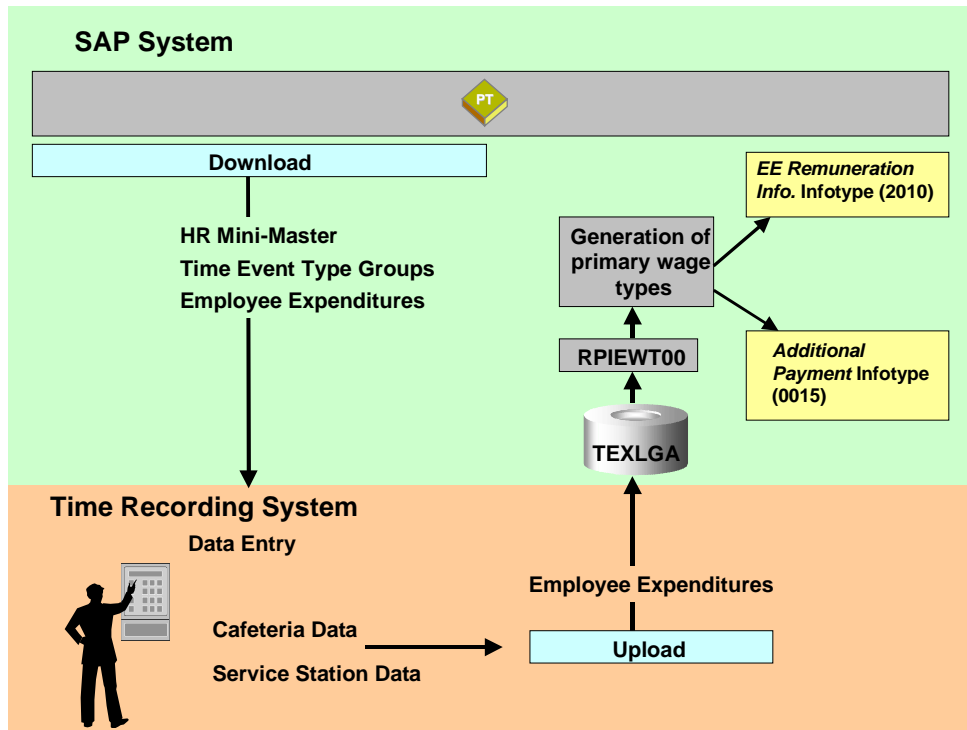 SAP System
PT
Download
HR Mini-Master
Time Event Type Groups
Employee Expenditures
EE Remuneration
Info. Infotype (2010)
Generation of
primary wage
types
RPIEWT00
Additional
Payment Infotype
(0015)
TEXLGA
Time Recording System
Data Entry
Employee Expenditures
Cafeteria Data
Service Station Data
Upload